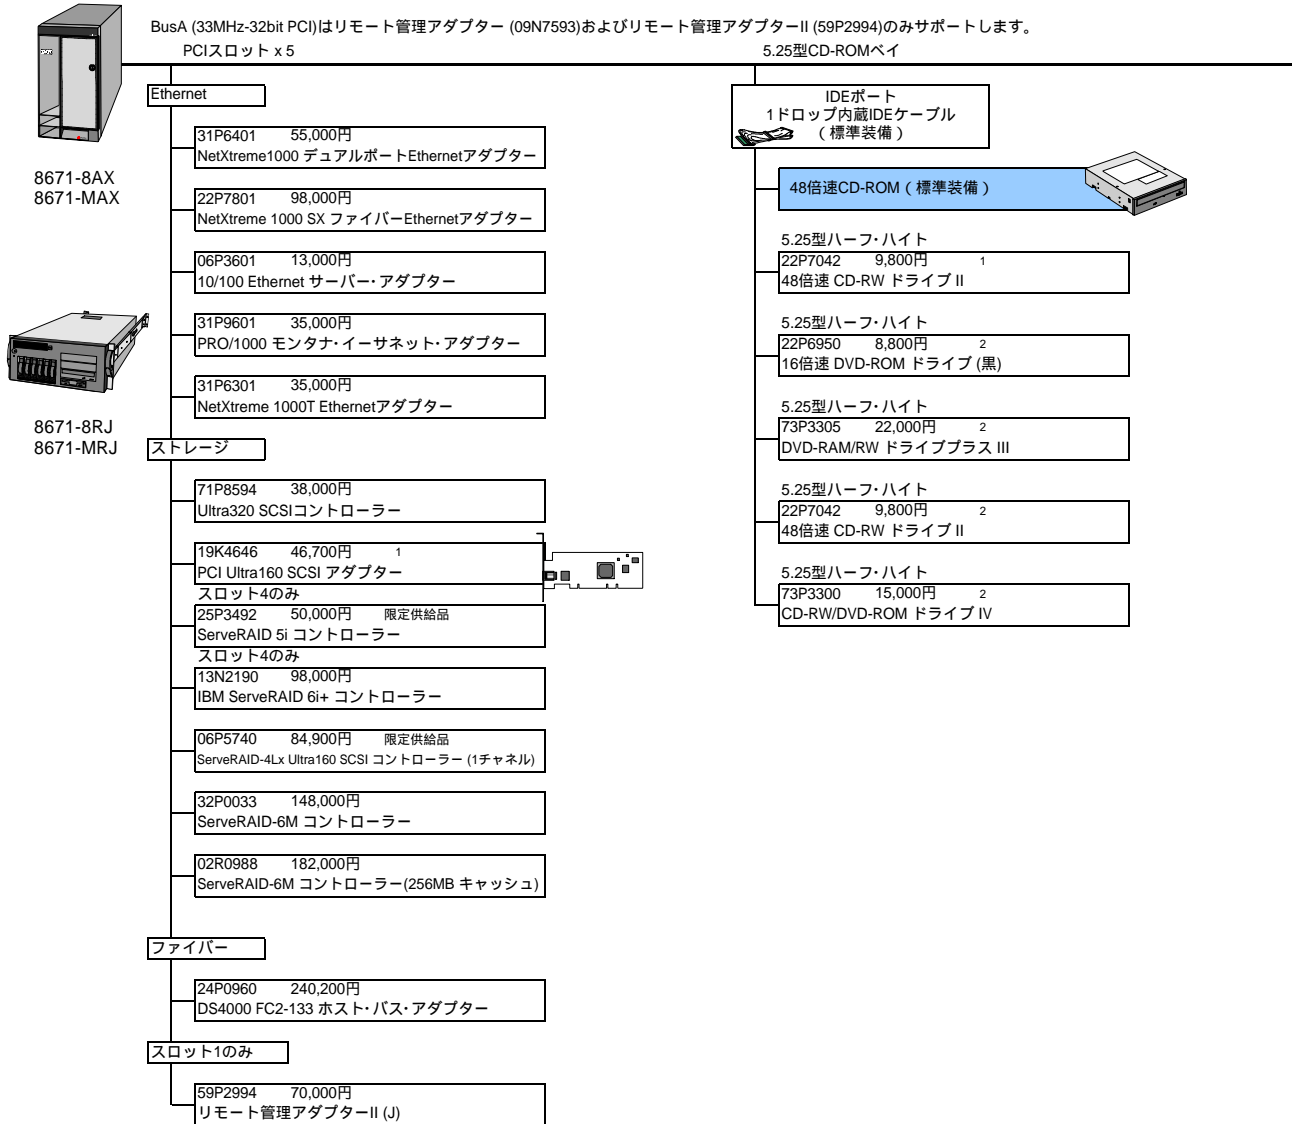 BusA (33MHz-32bit PCI)はリモート管理アダプター (09N7593)およびリモート管理アダプターII (59P2994)のみサポートします。
PCIスロット x 5
8671-8AX
8671-MAX
8671-8RJ
8671-MRJ
Ethernet
31P6401 55,000円
NetXtreme1000 デュアルポートEthernetアダプター
22P7801 98,000円
NetXtreme 1000 SX ファイバーEthernetアダプター
06P3601 13,000円
10/100 Ethernet サーバー･アダプター
31P9601 35,000円
PRO/1000 モンタナ･イーサネット･アダプター
31P6301 35,000円
NetXtreme 1000T Ethernetアダプター
ストレージ
71P8594 38,000円
Ultra320 SCSIコントローラー
19K4646 46,700円 1
PCI Ultra160 SCSI アダプター
スロット4のみ
25P3492 50,000円 限定供給品
ServeRAID 5i コントローラー
スロット4のみ
13N2190 98,000円
IBM ServeRAID 6i+ コントローラー
06P5740 84,900円 限定供給品
ServeRAID-4Lx Ultra160 SCSI コントローラー (1チャネル)
32P0033 148,000円
ServeRAID-6M コントローラー
02R0988 182,000円
ServeRAID-6M コントローラー(256MB キャッシュ)
ファイバー
24P0960 240,200円
DS4000 FC2-133 ホスト･バス･アダプター
スロット1のみ
59P2994 70,000円
リモート管理アダプターII (J)
5.25型CD-ROMベイ
IDEポート
1ドロップ内蔵IDEケーブル
（標準装備）
48倍速CD-ROM（標準装備）
5.25型ハーフ･ハイト
22P7042 9,800円 1
48倍速 CD-RW ドライブ II
5.25型ハーフ･ハイト
22P6950 8,800円 2
16倍速 DVD-ROM ドライブ (黒)
5.25型ハーフ･ハイト
73P3305 22,000円 2
DVD-RAM/RW ドライブプラス III
5.25型ハーフ･ハイト
22P7042 9,800円 2
48倍速 CD-RW ドライブ II
5.25型ハーフ･ハイト
73P3300 15,000円 2
CD-RW/DVD-ROM ドライブ IV